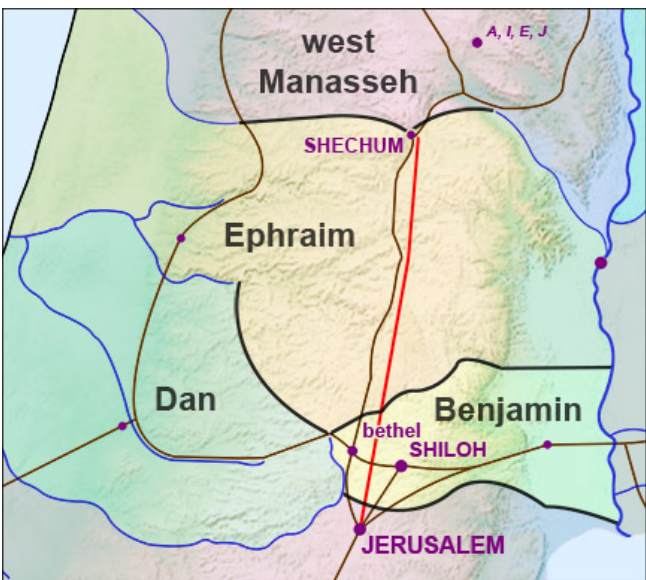 west
Manasseh
A, I, E, J
SHECHUM
Ephraim
Dan
Benjamin
bethel
SHILOH
JERUSALEM